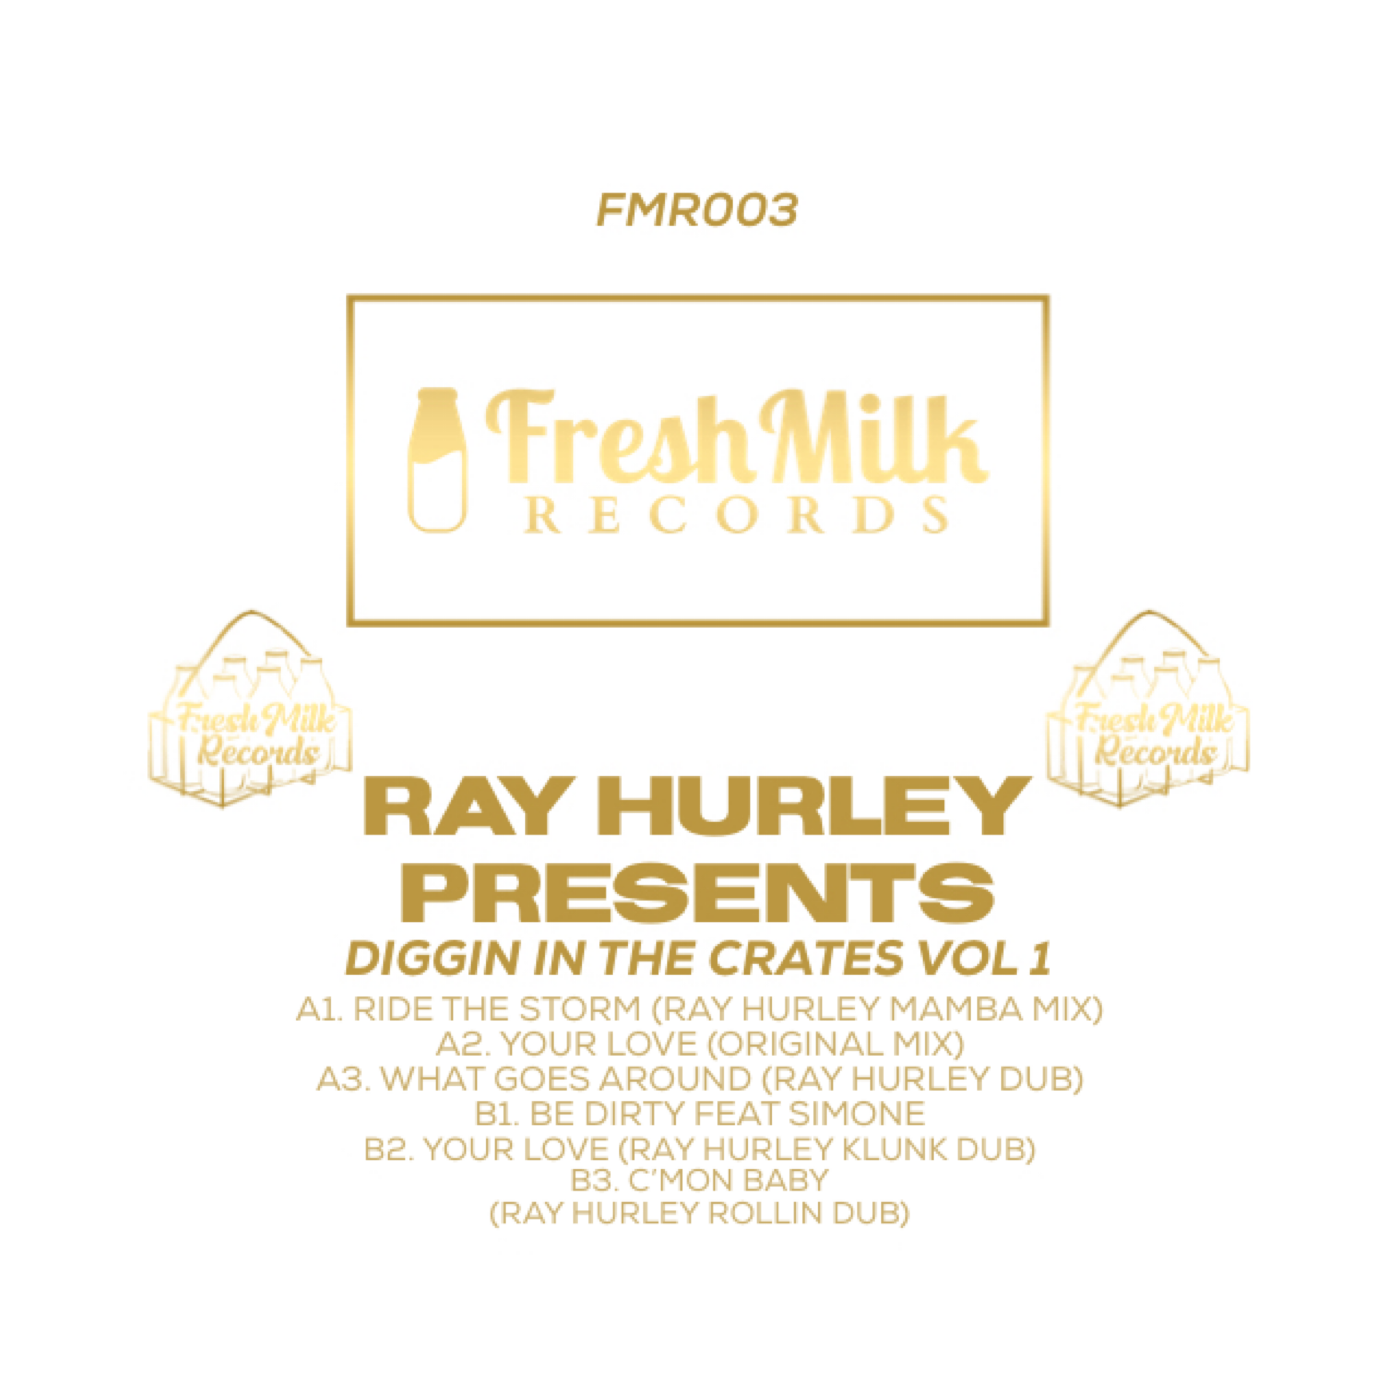 FMR003
Fresh Milk
RECORDS
Fresh Milk
Records
Fresh Milk
Records
RAY HURLEY
PRESENTS
DIGGIN IN THE CRATES VOL 1
A1. RIDE THE STORM (RAY HURLEY MAMBA MIX)
A2. YOUR LOVE (ORIGINAL MIX)
A3. WHAT GOES AROUND (RAY HURLEY DUB)
B1. BE DIRTY FEAT SIMONE
B2. YOUR LOVE (RAY HURLEY KLUNK DUB)
B3. C'MON BABY
(RAY HURLEY ROLLIN DUB)